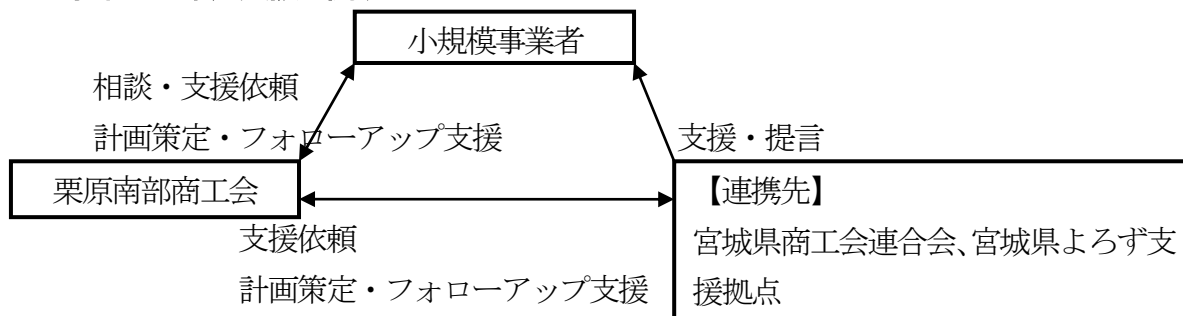 小規模事業者
相談・支援依頼
計画策定・フォローアップ支援
支援・提言
栗原南部商工会
【連携先】
支援依頼
宮城県商工会連合会、宮城県よろず支
計画策定・フォローアップ支援
援拠点